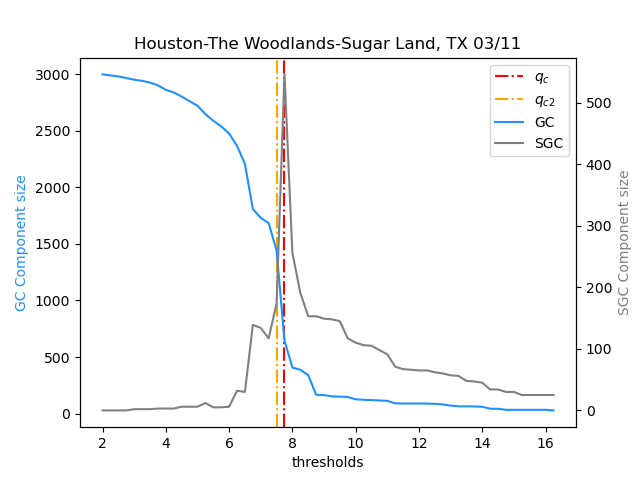 Houston-The Woodlands-Sugar Land, TX 03/11
3000
2500
2000
1500
1000
500
0
GC Component size
q_c
q_{c2}
GC
SGC
500
400
300
200
100
0
SGC Component size
2 4 6 8 10 12 14 16
thresholds